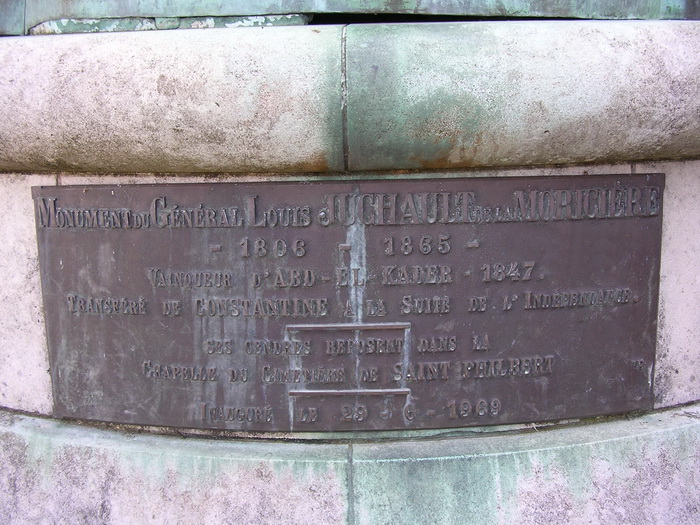 MONUMENT DU GÉNÉRAL LOUIS JUCHAULT DE LA MORICIÈRE
- 1806 - 1865 -
VAINQUEUR D'ABD-EL-KADER - 1847.
TRANSFÉRÉ DE CONSTANTINE A LA SUITE DE L'INDEPENDANCE.
SES CENDRES REPOSENT DANS LA
CHAPELLE DU CIMETIÈRE DE SAINT PHILBERT
INAUGURÉ LE 29 - 6 - 1969